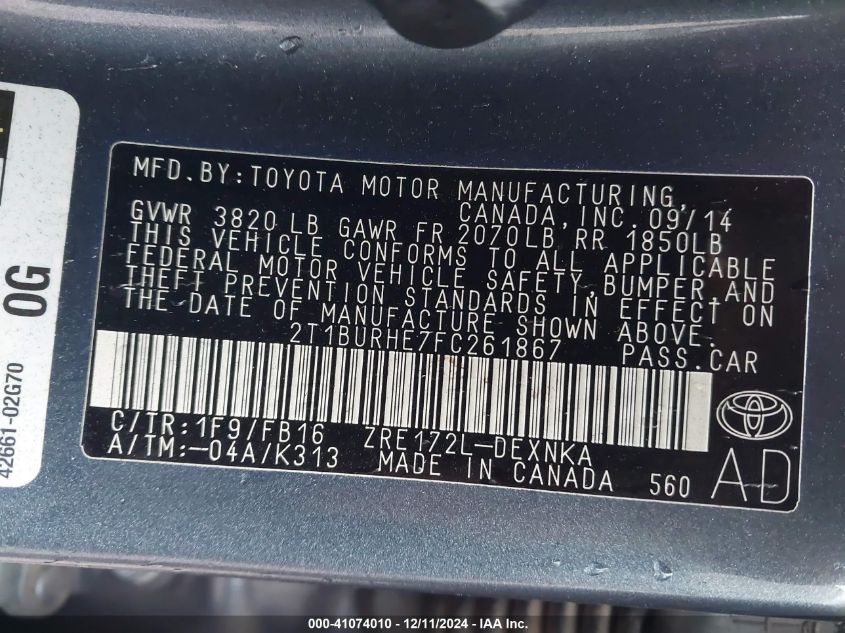 MFD.BY:TOYOTA MOTOR MANUFACTURING,
CANADA,INC.09/14
GVWR 3820 LB GAWR FR 2070LB RR 1850LB
THIS VEHICLE CONFORMS TO ALL APPLICABLE
FEDERAL MOTOR VEHICLE SAFETY,BUMPER,AND
THEFT PREVENTION STANDARDS IN EFFECT ON
THE DATE OF MANUFACTURE SHOWN ABOVE.
2T1BURHE7FC261867 PASS.CAR
C/TR:1F9/FB16 ZRE172L-DEXNKA
A/TM:-04A/K313 MADE IN CANADA 560
AD
0G
42661-02G70
000-41074010 - 12/11/2024 - IAA Inc.